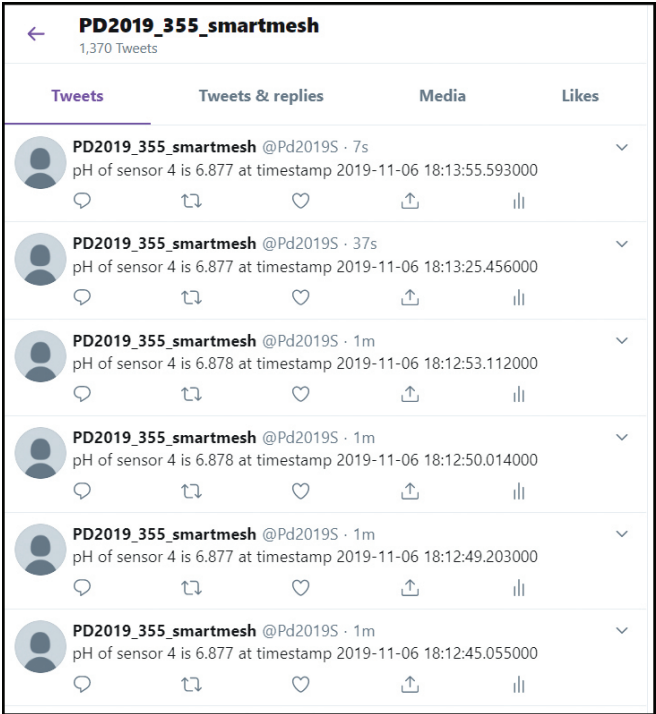 PD2019_355_smartmesh
1,370 Tweets
Tweets Tweets & replies Media Likes
PD2019_355_smartmesh @Pd2019S · 7s
pH of sensor 4 is 6.877 at timestamp 2019-11-06 18:13:55.593000
PD2019_355_smartmesh @Pd2019S · 37s
pH of sensor 4 is 6.877 at timestamp 2019-11-06 18:13:25.456000
PD2019_355_smartmesh @Pd2019S · 1m
pH of sensor 4 is 6.878 at timestamp 2019-11-06 18:12:53.112000
PD2019_355_smartmesh @Pd2019S · 1m
pH of sensor 4 is 6.878 at timestamp 2019-11-06 18:12:50.014000
PD2019_355_smartmesh @Pd2019S · 1m
pH of sensor 4 is 6.877 at timestamp 2019-11-06 18:12:49.203000
PD2019_355_smartmesh @Pd2019S · 1m
pH of sensor 4 is 6.877 at timestamp 2019-11-06 18:12:45.055000